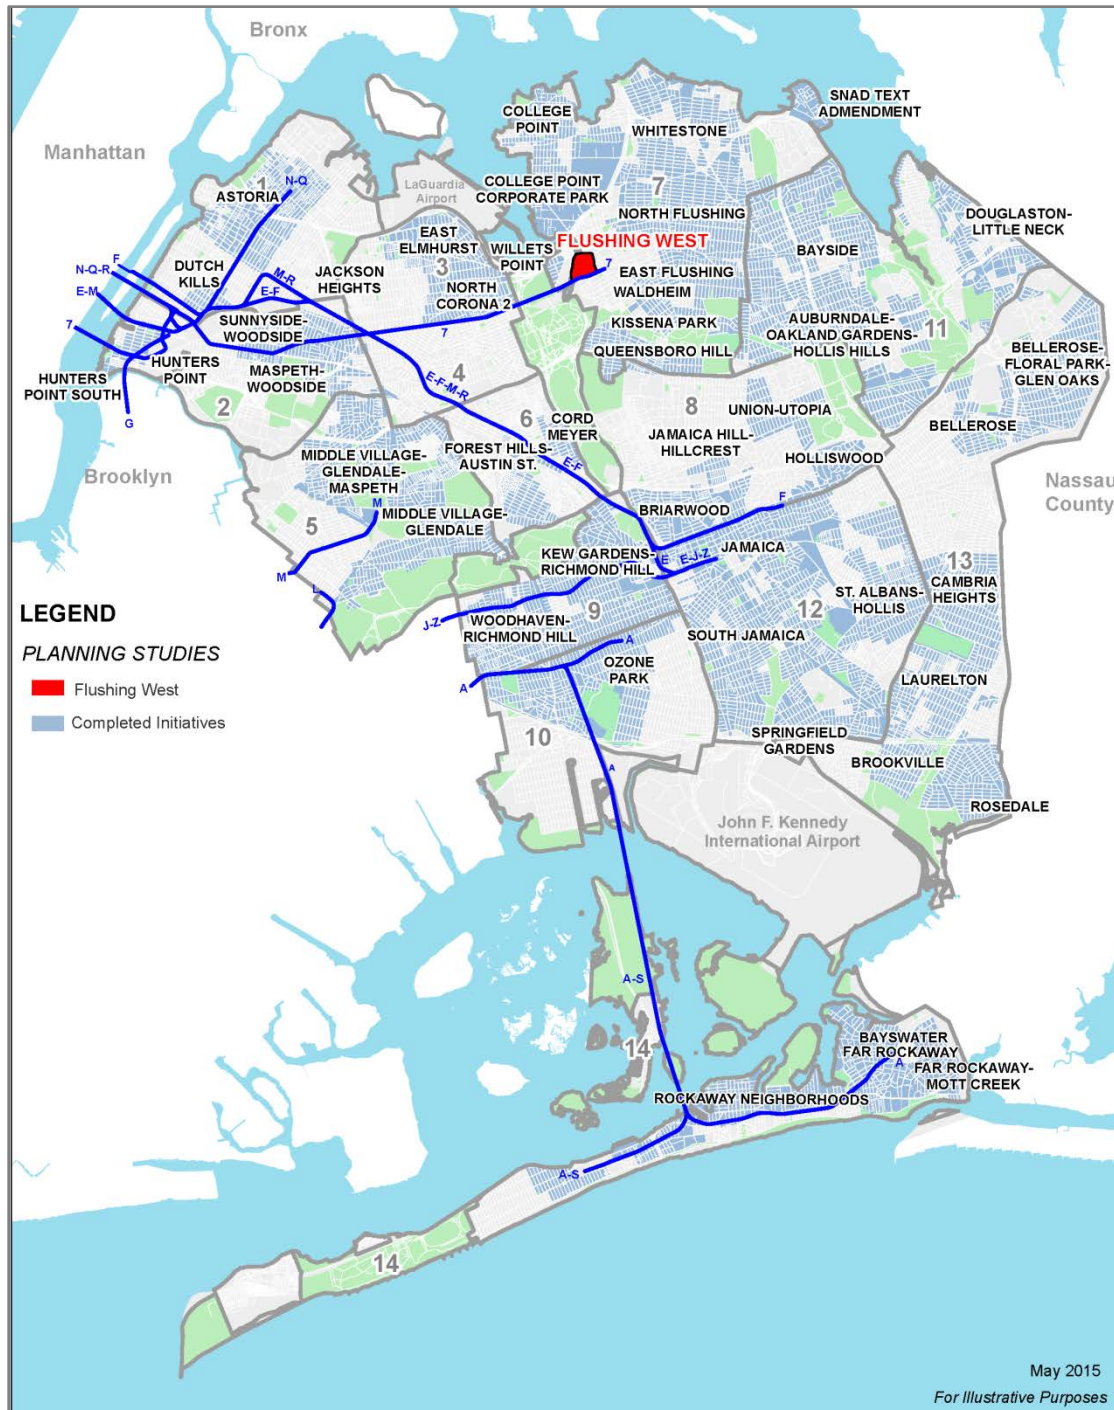 Bronx
Manhattan
LaGuardia
Airport
COLLEGE
POINT
WHITESTONE
SNAD TEXT
ADMENDMENT
1
N-Q
ASTORIA
COLLEGE POINT
CORPORATE PARK
7
NORTH FLUSHING
DOUGLASTON-
LITTLE NECK
EAST
ELMHURST
WILLETS
POINT
FLUSHING WEST
7
BAYSIDE
F
N-Q-R
E-M
7
DUTCH
KILLS
M-R
E-F
JACKSON
HEIGHTS
3
NORTH
CORONA 2
EAST FLUSHING
WALDHEIM
SUNNYSIDE-
WOODSIDE
7
KISSENA PARK
AUBURNDALE-
OAKLAND GARDENS-
HOLLIS HILLS
11
QUEENSBORO HILL
BELLEROSE-
FLORAL PARK-
GLEN OAKS
HUNTERS
POINT
HUNTERS
POINT SOUTH
MASPETH-
WOODSIDE
4
E-F-M-R
2
G
6
CORD
MEYER
8
UNION-UTOPIA
JAMAICA HILL-
HILLCREST
BELLEROSE
HOLLISWOOD
Brooklyn
FOREST HILLS-
AUSTIN ST.
E-F
MIDDLE VILLAGE-
GLENDALE-
MASPETH
M
MIDDLE VILLAGE-
GLENDALE
5
M
L
Nassau
County
BRIARWOOD
F
KEW GARDENS-
RICHMOND HILL
E
E-J-Z
JAMAICA
13
CAMBRIA
HEIGHTS
ST. ALBANS-
HOLLIS
12
J-Z
WOODHAVEN-
RICHMOND HILL
9
SOUTH JAMAICA
A
A
OZONE
PARK
LAURELTON
10
A
SPRINGFIELD
GARDENS
BROOKVILLE
ROSEDALE
John F. Kennedy
International Airport
LEGEND
PLANNING STUDIES
Flushing West
Completed Initiatives
A-S
14
BAYSWATER
FAR ROCKAWAY
A
FAR ROCKAWAY-
MOTT CREEK
ROCKAWAY NEIGHBORHOODS
A-S
14
May 2015
For Illustrative Purposes